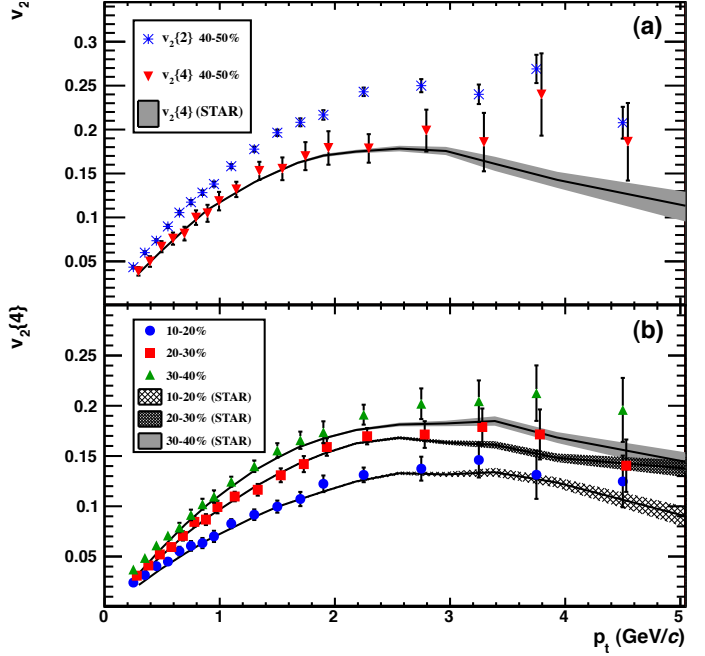 v2
(a)
0.3
0.25
0.2
0.15
0.1
0.05
v2{2} 40-50%
v2{4} 40-50%
v2{4} (STAR)
v2{4}
(b)
0.25
0.2
0.15
0.1
0.05
10-20%
20-30%
30-40%
10-20% (STAR)
20-30% (STAR)
30-40% (STAR)
0 1 2 3 4 5
pt (GeV/c)